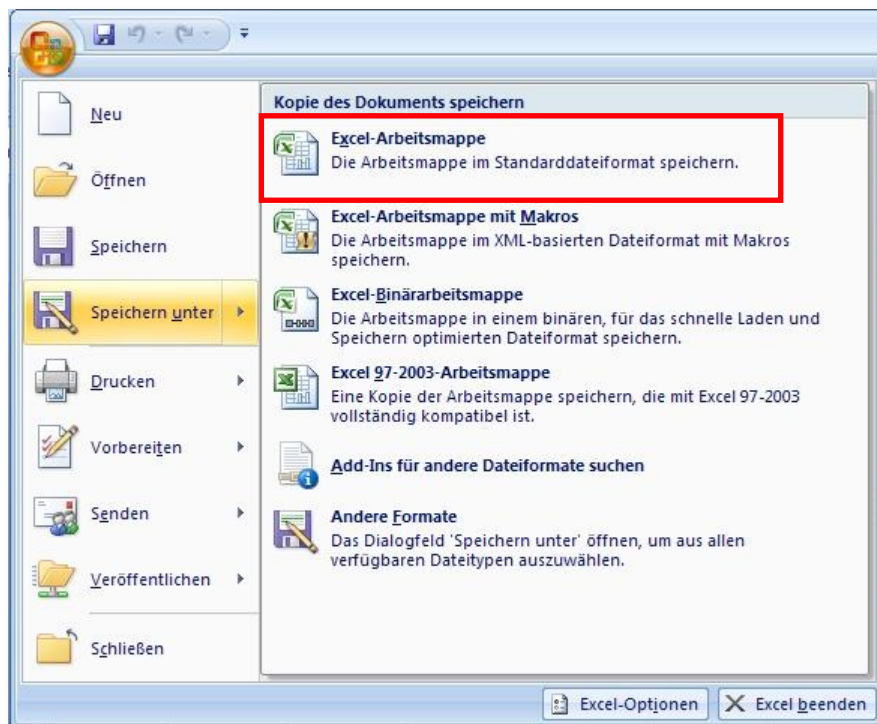 Neu
Öffnen
Speichern
Speichern unter
Drucken
Vorbereiten
Senden
Veröffentlichen
Schließen
Kopie des Dokuments speichern
Excel-Arbeitsmappe
Die Arbeitsmappe im Standarddateiformat speichern.
Excel-Arbeitsmappe mit Makros
Die Arbeitsmappe im XML-basierten Dateiformat mit Makros
speichern.
Excel-Binärarbeitsmappe
Die Arbeitsmappe in einem binären, für das schnelle Laden und
Speichern optimierten Dateiformat speichern.
Excel 97-2003-Arbeitsmappe
Eine Kopie der Arbeitsmappe speichern, die mit Excel 97-2003
vollständig kompatibel ist.
Add-Ins für andere Dateiformate suchen
Andere Formate
Das Dialogfeld 'Speichern unter' öffnen, um aus allen
verfügbaren Dateitypen auszuwählen.
Excel-Optionen
Excel beenden